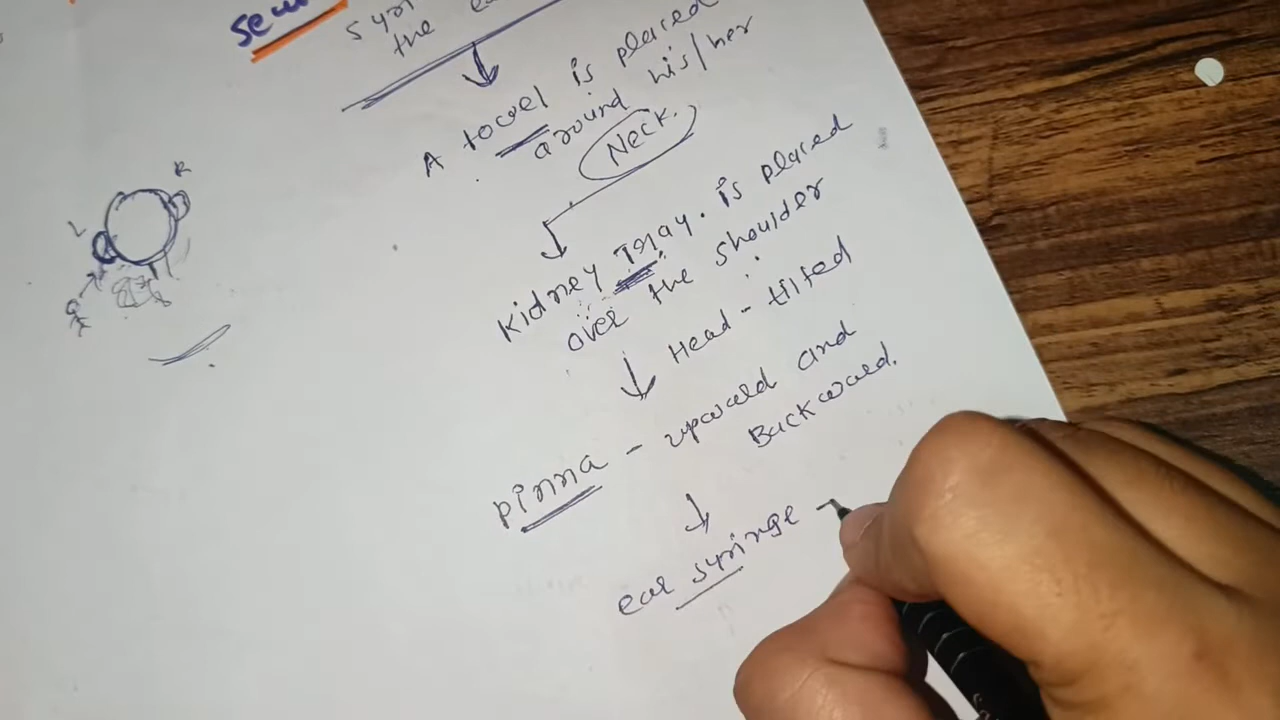 the
A towel is placed
around his/her
Neck.
Kidney Tray. is placed
over the shoulder
Head - tilted
pinna - upward and
Backward.
ear syringe -
R
L